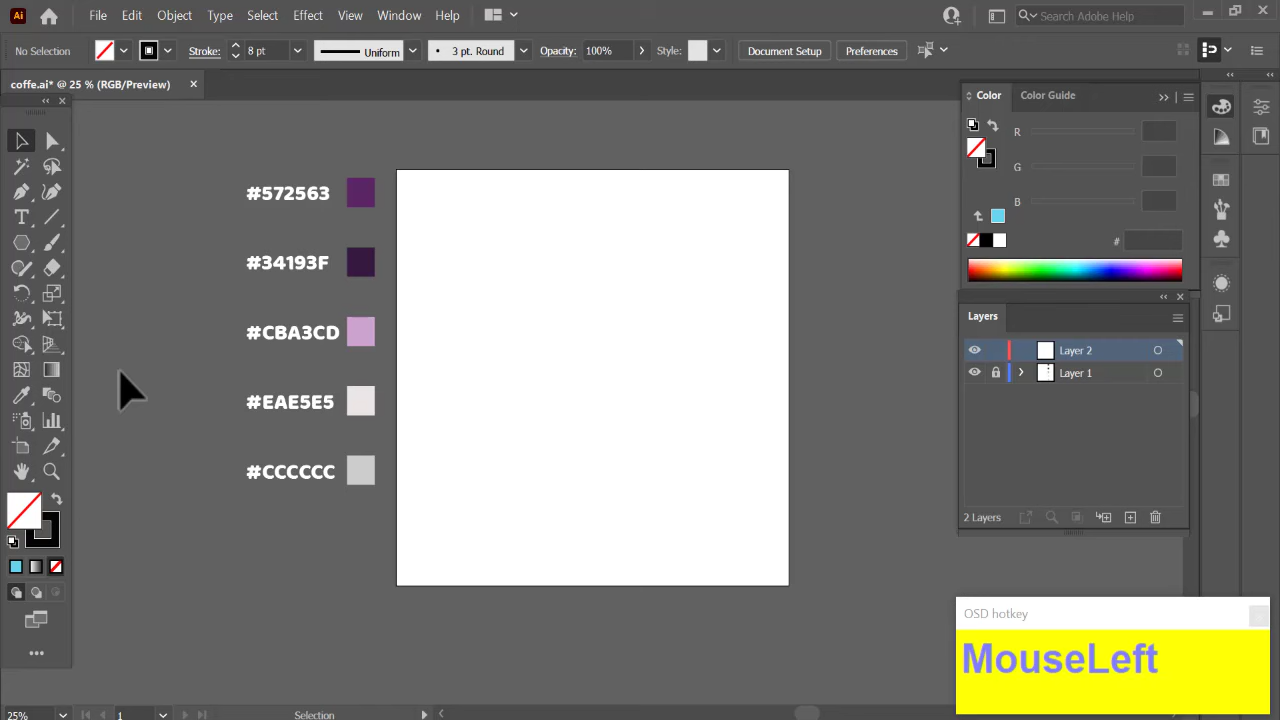 Ai File Edit Object Type Select Effect View Window Help Search Adobe Help
No Selection Stroke: 8 pt Uniform • 3 pt. Round Opacity: 100% Style: Document Setup Preferences
coffe.ai* @ 25 % (RGB/Preview)
Color Color Guide
R
G
B
#
#572563
#34193F
#CBA3CD
#EAE5E5
#CCCCCC
Layers
Layer 2
Layer 1
2 Layers
OSD hotkey
MouseLeft
25% 1 Selection